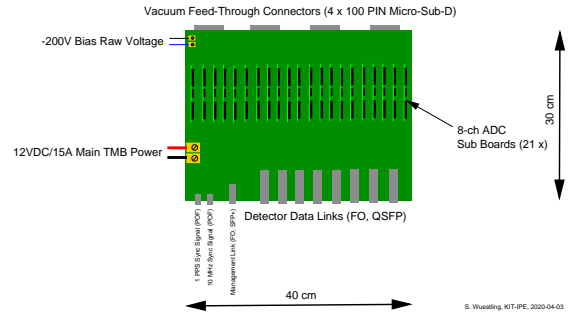 Vacuum Feed-Through Connectors (4 x 100 PIN Micro-Sub-D)
-200V Bias Raw Voltage
30 cm
8-ch ADC
Sub Boards (21 x)
12VDC/15A Main TMB Power
Detector Data Links (FO, QSFP)
1 PPS Sync Signal (POF)
10 MHz Sync Signal (POF)
Management Link (FO, SFP+)
40 cm
S. Wuestling, KIT-IPE, 2020-04-03